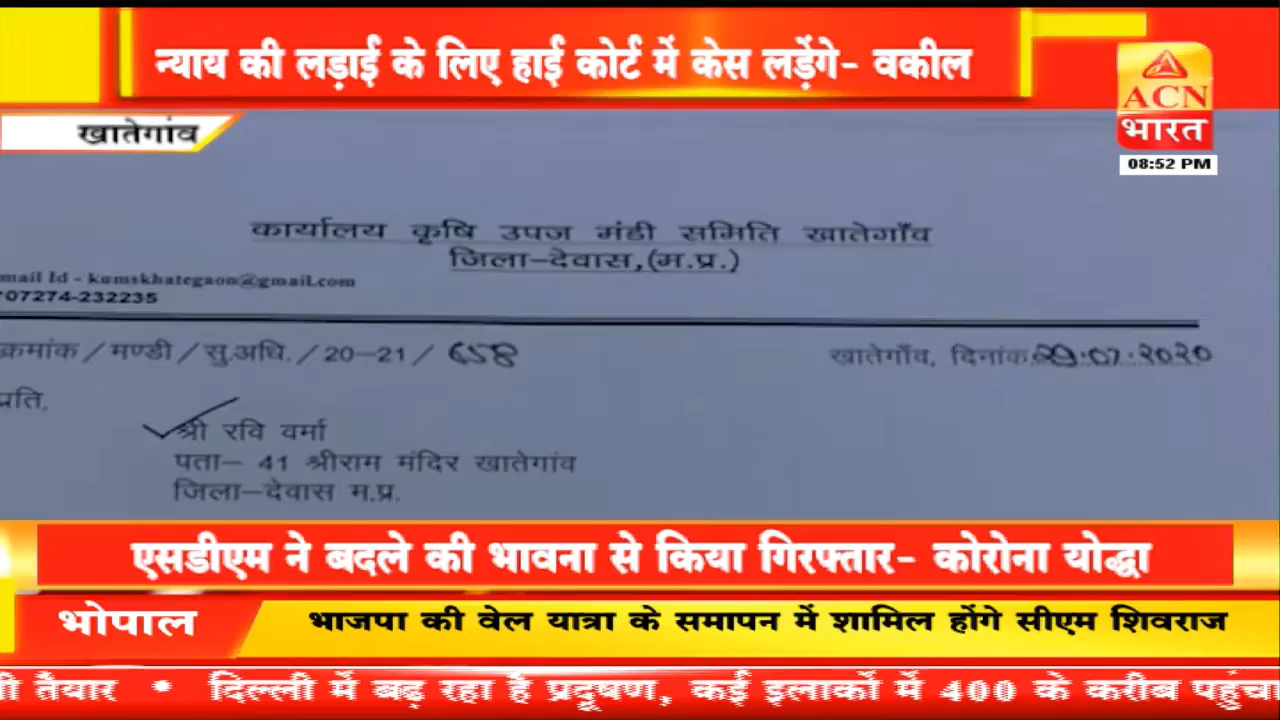 न्याय की लड़ाई के लिए हाई कोर्ट में केस लड़ेंगे- वकील
ACN
भारत
08:52 PM
खातेगांव
कार्यालय कृषि उपज मंडी समिति खातेगाँव
जिला-देवास,(म.प्र.)
mail Id - kumskhategaon@gmail.com
07274-232235
क्रमांक/मण्डी/सु.अधि./20-21/658
खातेगाँव, दिनांक 29.07.2020
प्रति,
श्री रवि वर्मा
पता- 41 श्रीराम मंदिर खातेगांव
जिला-देवास म.प्र.
एसडीएम ने बदले की भावना से किया गिरफ्तार- कोरोना योद्धा
भोपाल
भाजपा की वेल यात्रा के समापन में शामिल होंगे सीएम शिवराज
तैयार * दिल्ली में बढ़ रहा है प्रदूषण, कई इलाकों में 400 के करीब पहुंचा